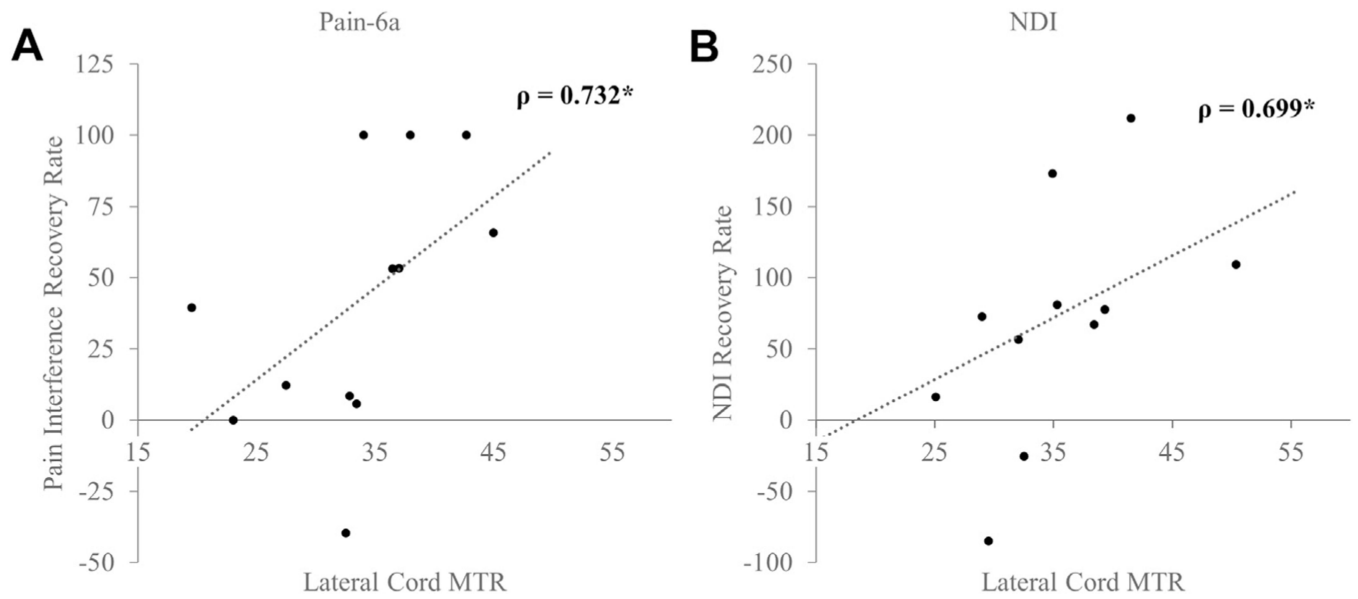 A
Pain-6a
ρ = 0.732*
Pain Interference Recovery Rate
125
100
75
50
25
0
-25
-50
15 25 35 45 55
Lateral Cord MTR
B
NDI
ρ = 0.699*
NDI Recovery Rate
250
200
150
100
50
0
-50
-100
15 25 35 45 55
Lateral Cord MTR